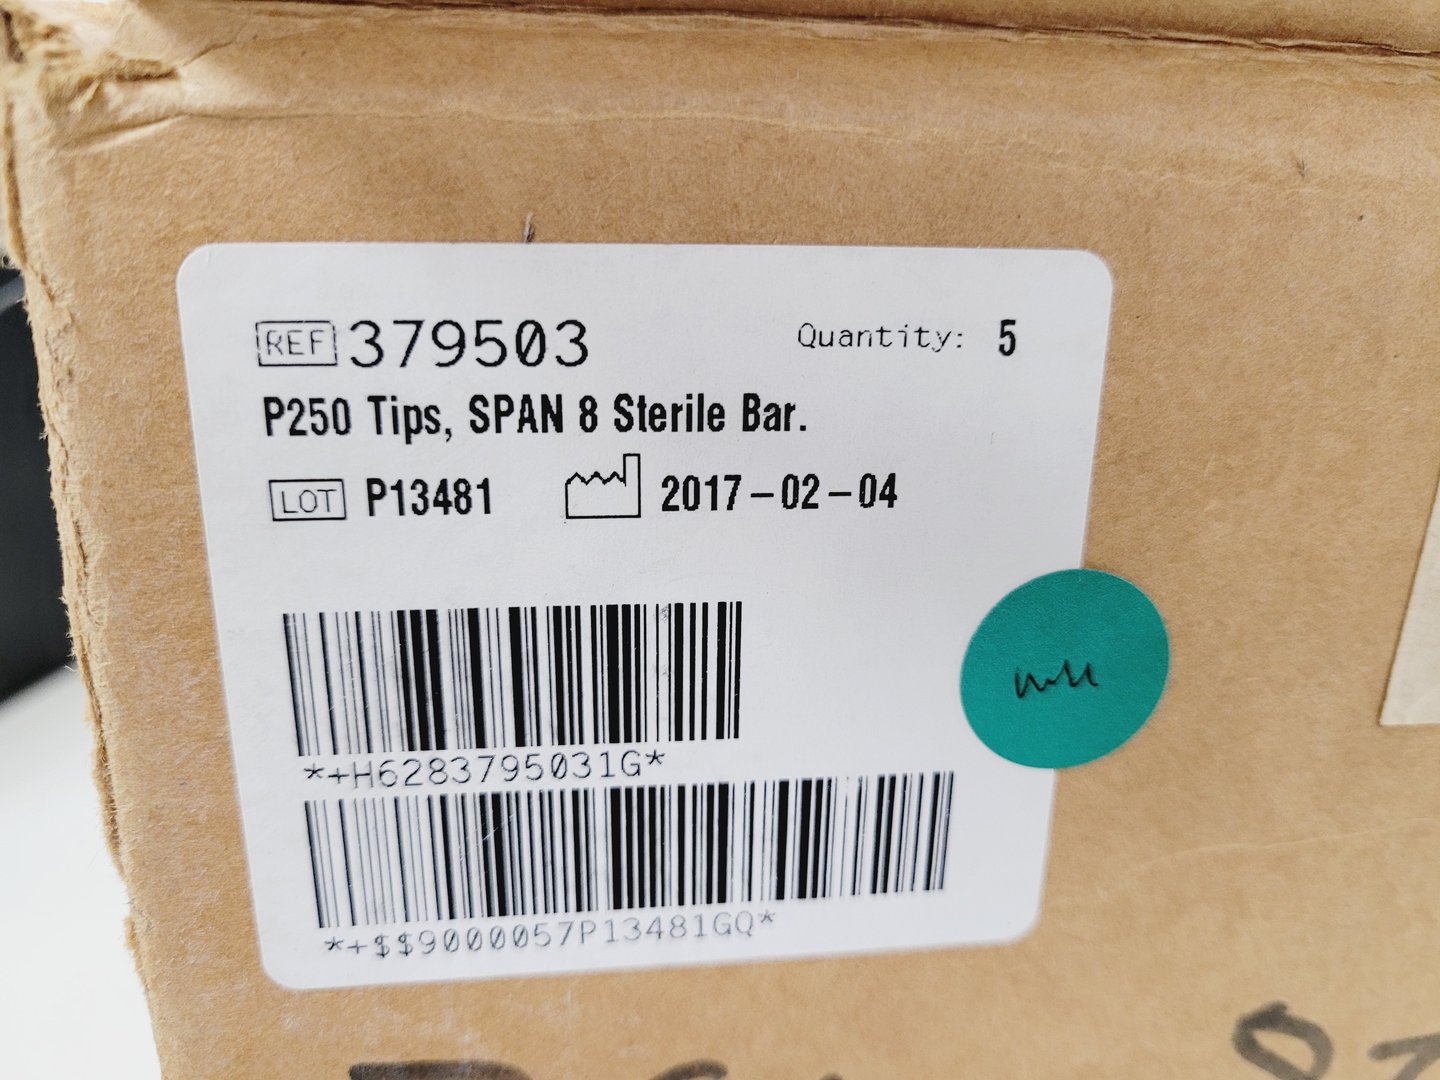 REF 379503 Quantity: 5
P250 Tips, SPAN 8 Sterile Bar.
LOT P13481 2017-02-04
*+H6283795031G*
*+$$9000057P13481GQ*